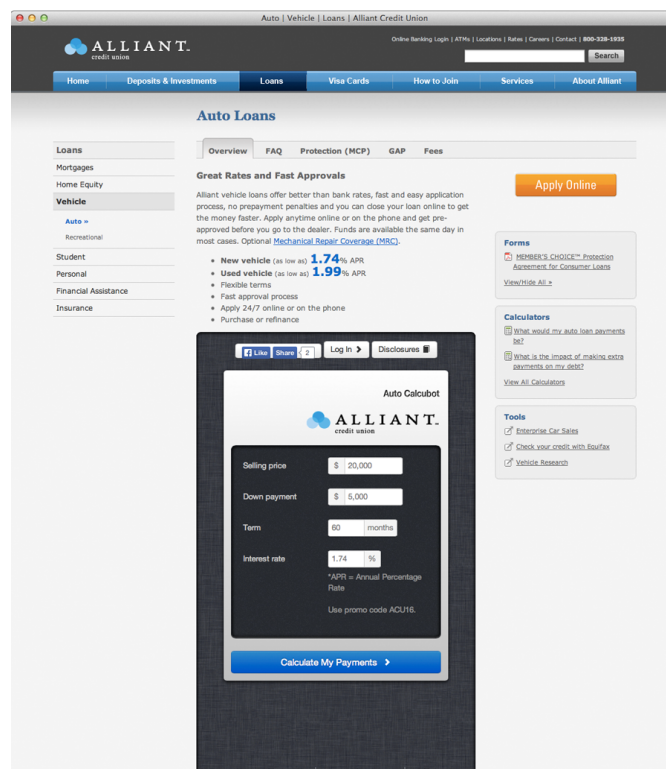 Auto | Vehicle | Loans | Alliant Credit Union
ALLIANT
credit union
Online Banking Login | ATMs | Locations | Rates | Careers | Contact | 800-328-1935
Search
Home Deposits & Investments Loans Visa Cards How to Join Services About Alliant
Auto Loans
Loans
Mortgages
Home Equity
Vehicle
Auto »
Recreational
Student
Personal
Financial Assistance
Insurance
Overview FAQ Protection (MCP) GAP Fees
Great Rates and Fast Approvals
Alliant vehicle loans offer better than bank rates, fast and easy application
process, no prepayment penalties and you can close your loan online to get
the money faster. Apply anytime online or on the phone and get pre-
approved before you go to the dealer. Funds are available the same day in
most cases. Optional Mechanical Repair Coverage (MRC).
• New vehicle (as low as) 1.74% APR
• Used vehicle (as low as) 1.99% APR
• Flexible terms
• Fast approval process
• Apply 24/7 online or on the phone
• Purchase or refinance
Like Share 2 Log In Disclosures
Auto Calcubot
ALLIANT
credit union
Selling price $ 20,000
Down payment $ 5,000
Term 60 months
Interest rate 1.74 %
*APR = Annual Percentage
Rate
Use promo code ACU16.
Calculate My Payments
Apply Online
Forms
MEMBER'S CHOICE™ Protection
Agreement for Consumer Loans
View/Hide All »
Calculators
What would my auto loan payments
be?
What is the impact of making extra
payments on my debt?
View All Calculators
Tools
Enterprise Car Sales
Check your credit with Equifax
Vehicle Research